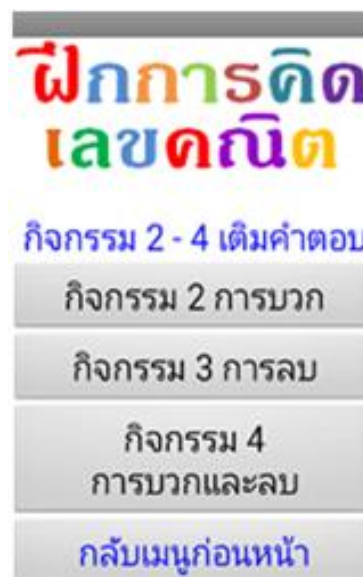 ฝึกการคิด
เลขคณิต
กิจกรรม 2 - 4 เติมคำตอบ
กิจกรรม 2 การบวก
กิจกรรม 3 การลบ
กิจกรรม 4
การบวกและลบ
กลับเมนูก่อนหน้า